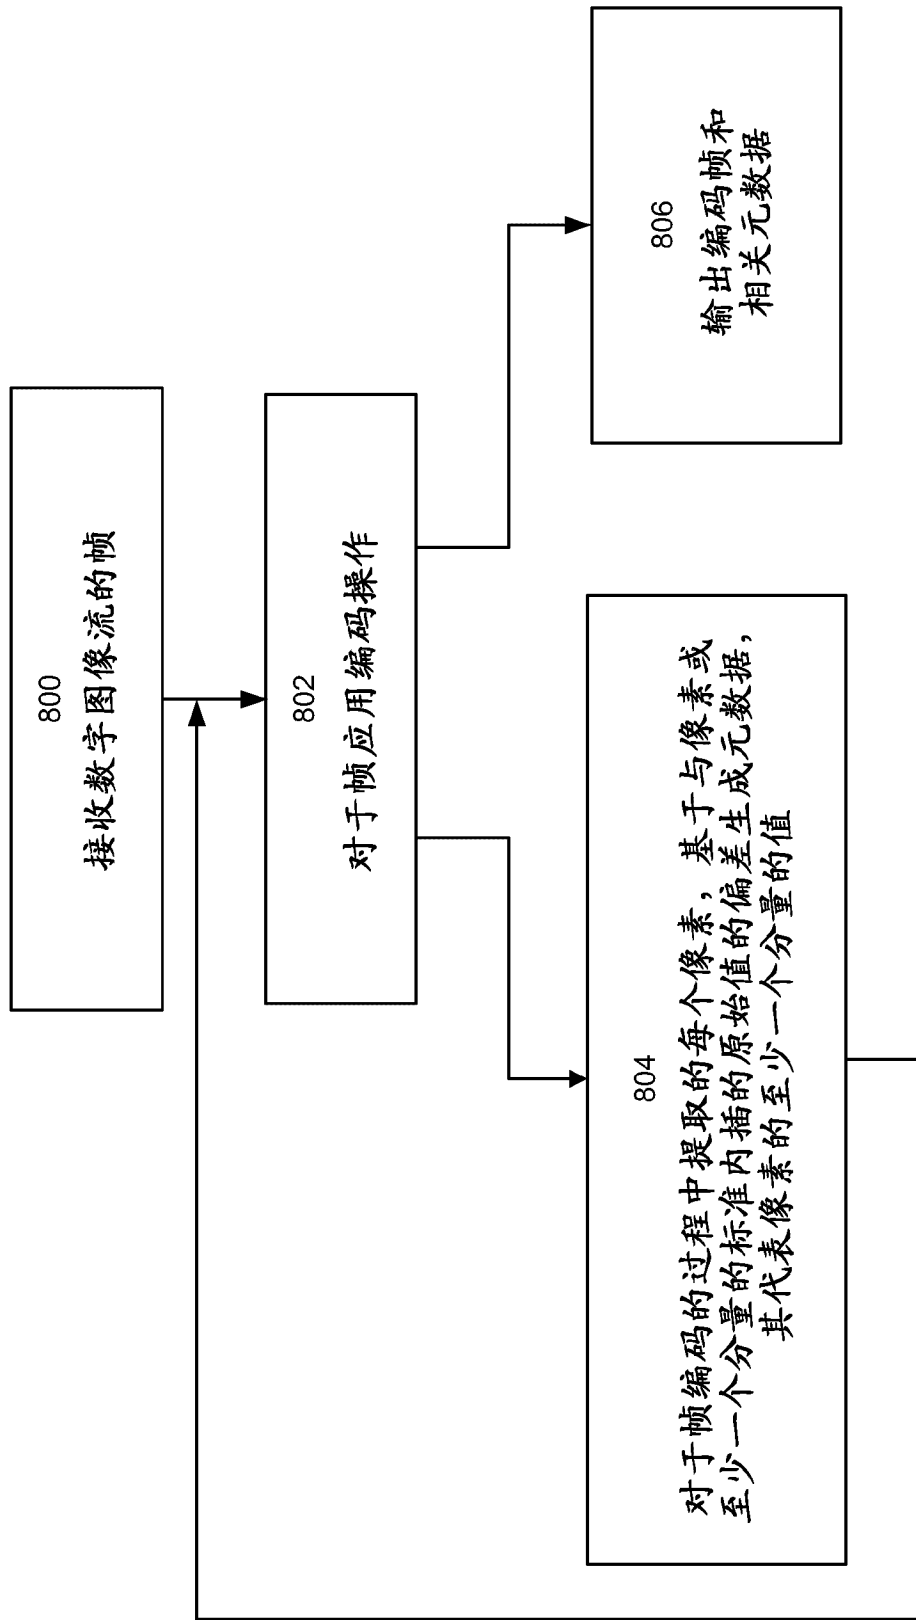 800
接收数字图像流的帧
802
对于帧应用编码操作
804
对于帧编码的过程中提取的每个像素，基于与像素或
至少一个分量的标准内插的原始值的偏差生成元数据，
其代表像素的至少一个分量的值
806
输出编码帧和
相关元数据